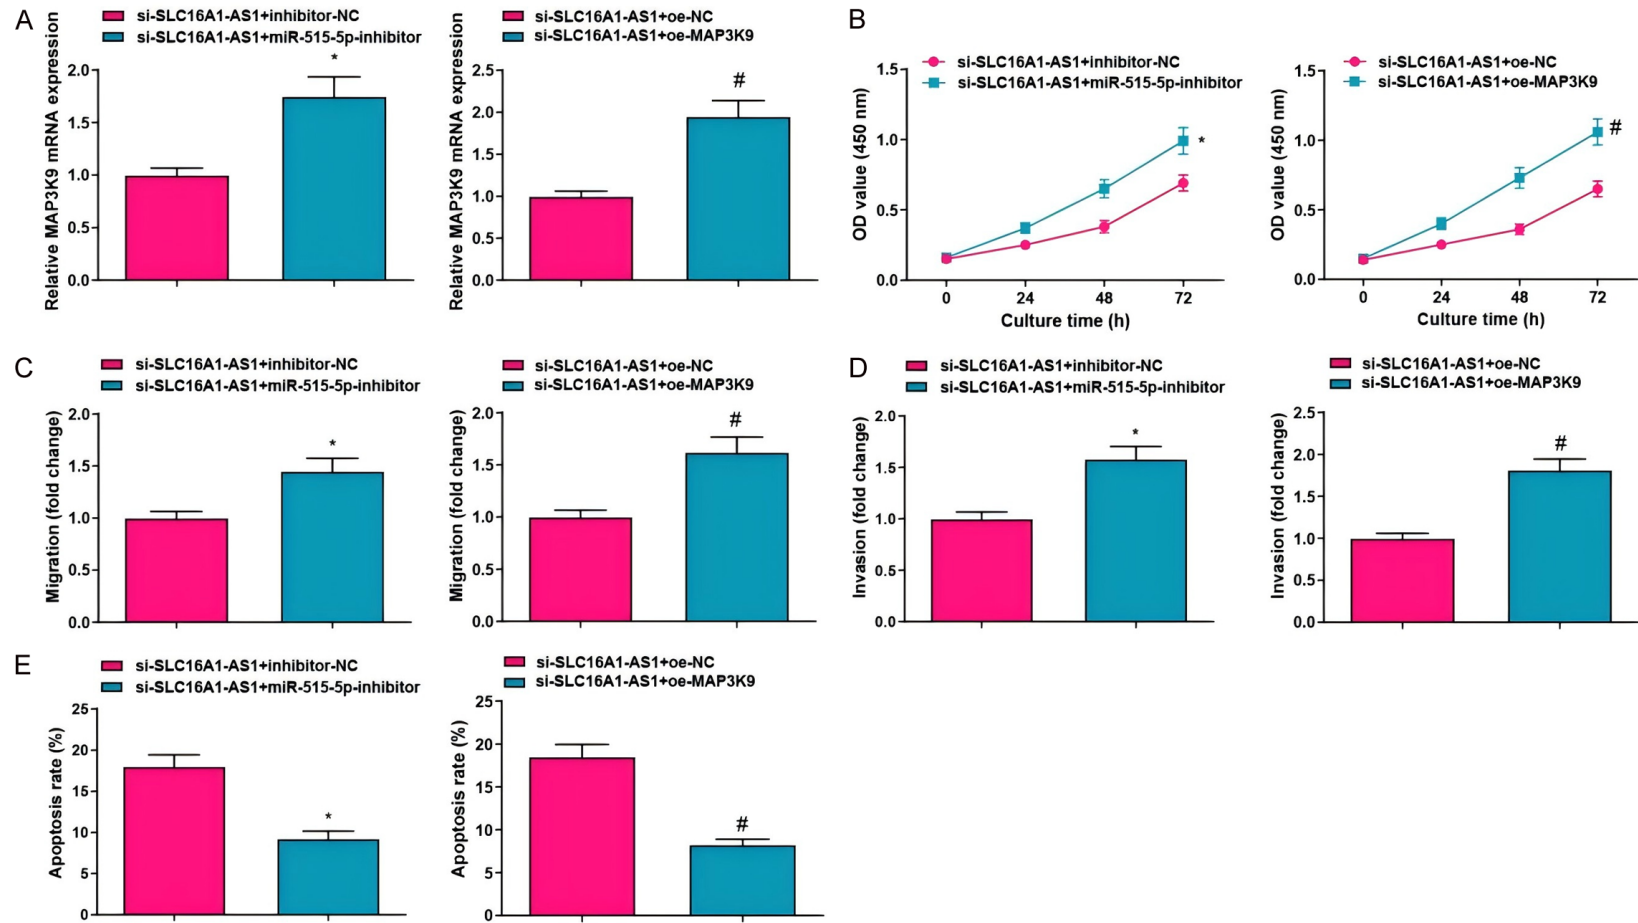 A
si-SLC16A1-AS1+inhibitor-NC
si-SLC16A1-AS1+miR-515-5p-inhibitor
Relative MAP3K9 mRNA expression
2.0
1.5
1.0
0.5
0.0
*
si-SLC16A1-AS1+oe-NC
si-SLC16A1-AS1+oe-MAP3K9
Relative MAP3K9 mRNA expression
2.5
2.0
1.5
1.0
0.5
0.0
#
B
si-SLC16A1-AS1+inhibitor-NC
si-SLC16A1-AS1+miR-515-5p-inhibitor
OD value (450 nm)
1.5
1.0
0.5
0.0
*
0 24 48 72
Culture time (h)
si-SLC16A1-AS1+oe-NC
si-SLC16A1-AS1+oe-MAP3K9
OD value (450 nm)
1.5
1.0
0.5
0.0
#
0 24 48 72
Culture time (h)
C
si-SLC16A1-AS1+inhibitor-NC
si-SLC16A1-AS1+miR-515-5p-inhibitor
Migration (fold change)
2.0
1.5
1.0
0.5
0.0
*
si-SLC16A1-AS1+oe-NC
si-SLC16A1-AS1+oe-MAP3K9
Migration (fold change)
2.0
1.5
1.0
0.5
0.0
#
D
si-SLC16A1-AS1+inhibitor-NC
si-SLC16A1-AS1+miR-515-5p-inhibitor
Invasion (fold change)
2.0
1.5
1.0
0.5
0.0
*
si-SLC16A1-AS1+oe-NC
si-SLC16A1-AS1+oe-MAP3K9
Invasion (fold change)
2.5
2.0
1.5
1.0
0.5
0.0
#
E
si-SLC16A1-AS1+inhibitor-NC
si-SLC16A1-AS1+miR-515-5p-inhibitor
Apoptosis rate (%)
25
20
15
10
5
0
*
si-SLC16A1-AS1+oe-NC
si-SLC16A1-AS1+oe-MAP3K9
Apoptosis rate (%)
25
20
15
10
5
0
#